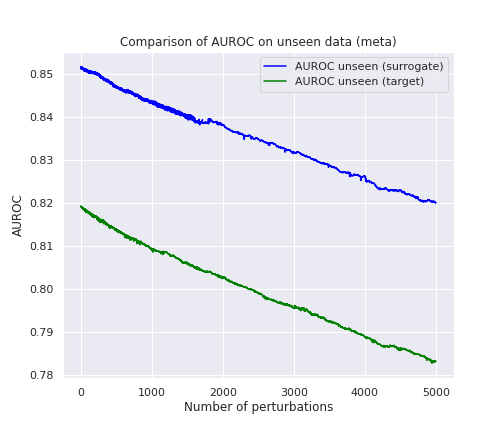 Comparison of AUROC on unseen data (meta)
AUROC unseen (surrogate)
AUROC unseen (target)
AUROC
0.85
0.84
0.83
0.82
0.81
0.80
0.79
0.78
0 1000 2000 3000 4000 5000
Number of perturbations